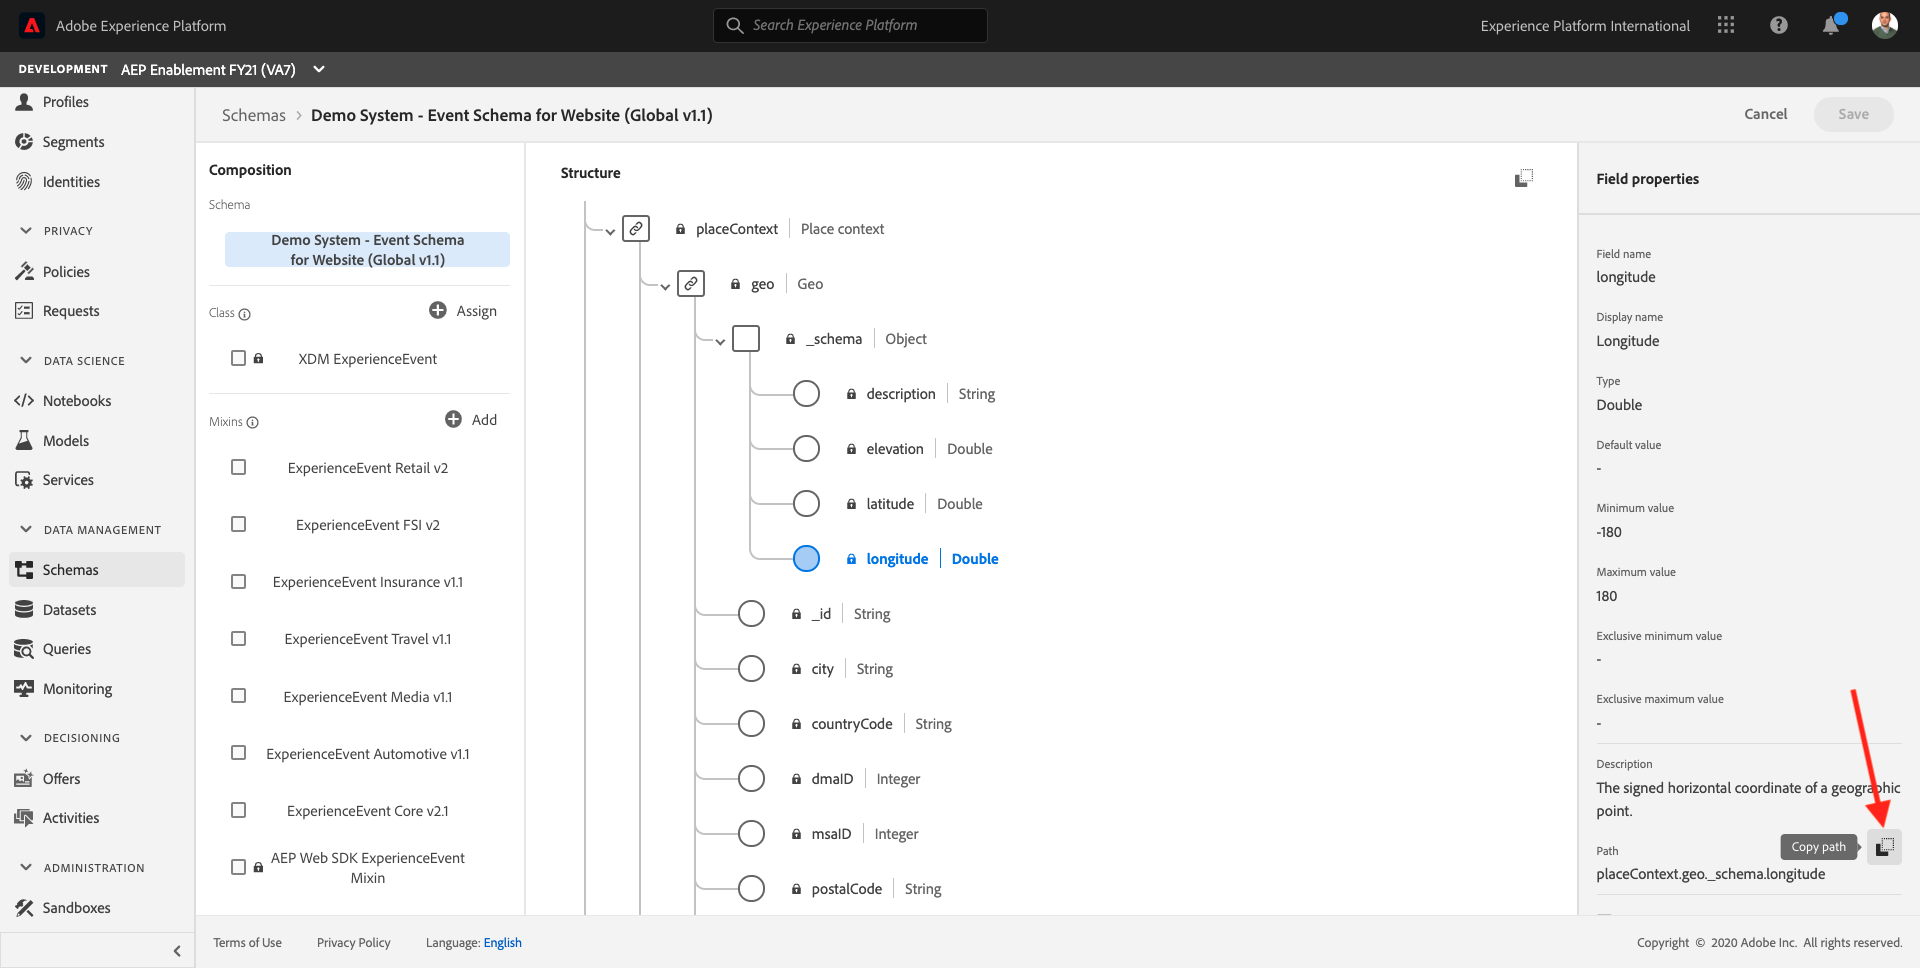 Adobe Experience Platform
Search Experience Platform
Experience Platform International
DEVELOPMENT AEP Enablement FY21 (VA7)
Profiles
Segments
Identities
PRIVACY
Policies
Requests
DATA SCIENCE
Notebooks
Models
Services
DATA MANAGEMENT
Schemas
Datasets
Queries
Monitoring
DECISIONING
Offers
Activities
ADMINISTRATION
Sandboxes
Schemas > Demo System - Event Schema for Website (Global v1.1)
Cancel
Save
Composition
Schema
Demo System - Event Schema
for Website (Global v1.1)
Class
Assign
XDM ExperienceEvent
Mixins
Add
ExperienceEvent Retail v2
ExperienceEvent FSI v2
ExperienceEvent Insurance v1.1
ExperienceEvent Travel v1.1
ExperienceEvent Media v1.1
ExperienceEvent Automotive v1.1
ExperienceEvent Core v2.1
AEP Web SDK ExperienceEvent
Mixin
Structure
placeContext | Place context
geo | Geo
_schema | Object
description | String
elevation | Double
latitude | Double
longitude | Double
_id | String
city | String
countryCode | String
dmaID | Integer
msaID | Integer
postalCode | String
Field properties
Field name
longitude
Display name
Longitude
Type
Double
Default value
-
Minimum value
-180
Maximum value
180
Exclusive minimum value
-
Exclusive maximum value
-
Description
The signed horizontal coordinate of a geographic
point.
Copy path
Path
placeContext.geo._schema.longitude
Terms of Use
Privacy Policy
Language: English
Copyright © 2020 Adobe Inc. All rights reserved.